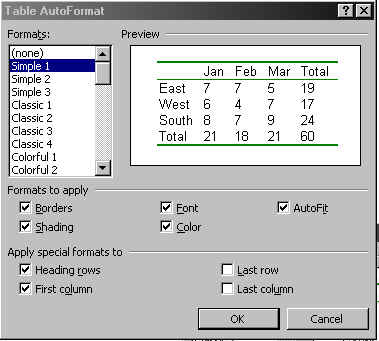 Table AutoFormat
Formats:
(none)
Simple 1
Simple 2
Simple 3
Classic 1
Classic 2
Classic 3
Classic 4
Colorful 1
Colorful 2
Preview
Jan Feb Mar Total
East 7 7 5 19
West 6 4 7 17
South 8 7 9 24
Total 21 18 21 60
Formats to apply
Borders Font AutoFit
Shading Color
Apply special formats to
Heading rows Last row
First column Last column
OK Cancel